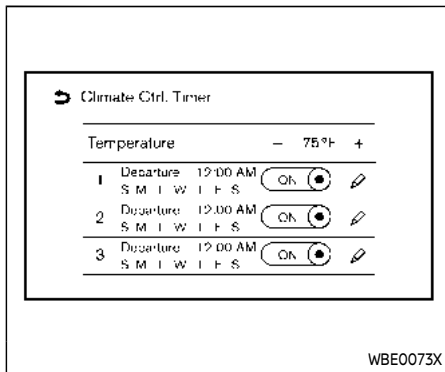 Climate Ctrl. Timer
Temperature − 75°F +
1 Departure 12:00 AM ON
S M T W T F S
2 Departure 12:00 AM ON
S M T W T F S
3 Departure 12:00 AM ON
S M T W T F S
WBE0073X